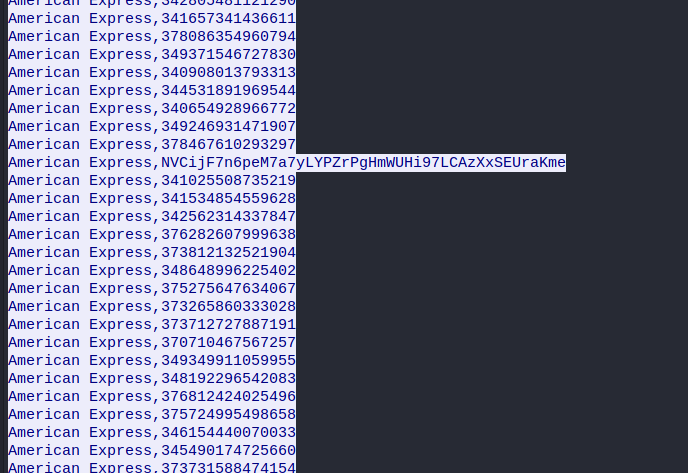 American Express,342805481121290
American Express,341657341436611
American Express,378086354960794
American Express,349371546727830
American Express,340908013793313
American Express,344531891969544
American Express,340654928966772
American Express,349246931471907
American Express,378467610293297
American Express,NVCijF7n6peM7a7yLYPZrPgHmWUHi97LCAzXxSEUraKme
American Express,341025508735219
American Express,341534854559628
American Express,342562314337847
American Express,376282607999638
American Express,373812132521904
American Express,348648996225402
American Express,375275647634067
American Express,373265860333028
American Express,373712727887191
American Express,370710467567257
American Express,349349911059955
American Express,348192296542083
American Express,376812424025496
American Express,375724995498658
American Express,346154440070033
American Express,345490174725660
American Express,373731588474154